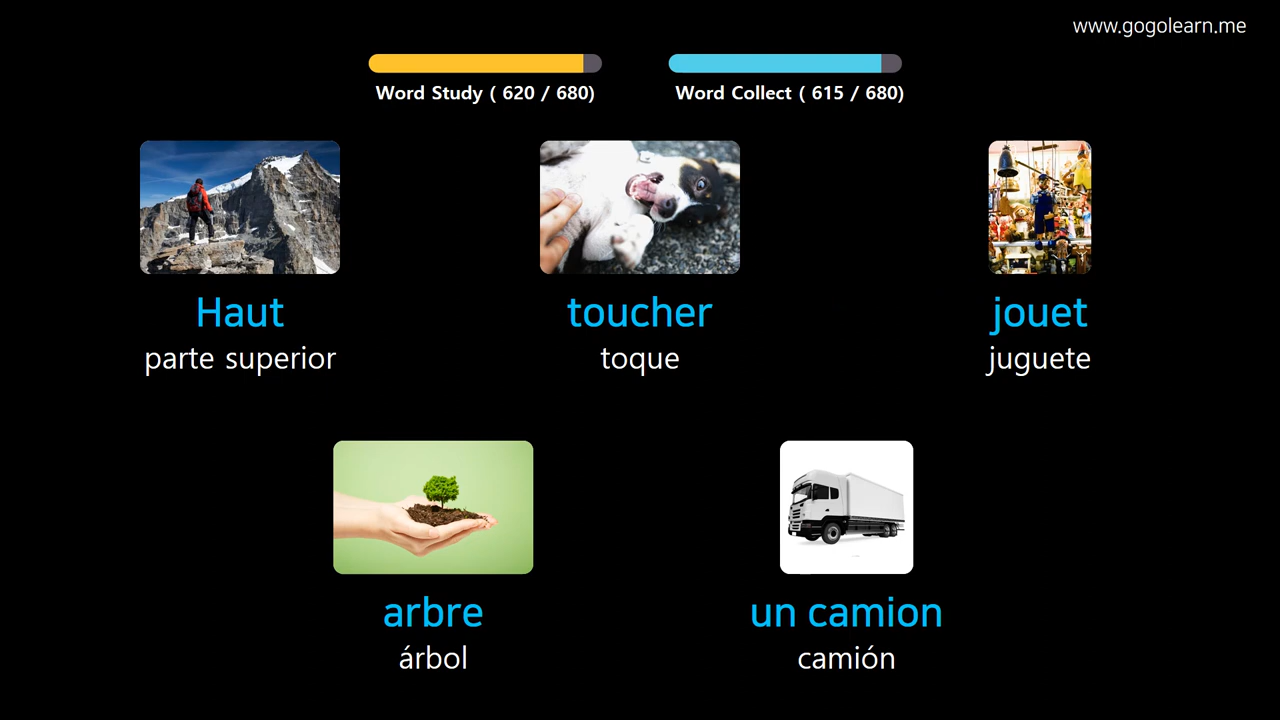 www.gogolearn.me
Word Study ( 620 / 680)
Word Collect ( 615 / 680)
Haut
parte superior
toucher
toque
jouet
juguete
arbre
árbol
un camion
camión